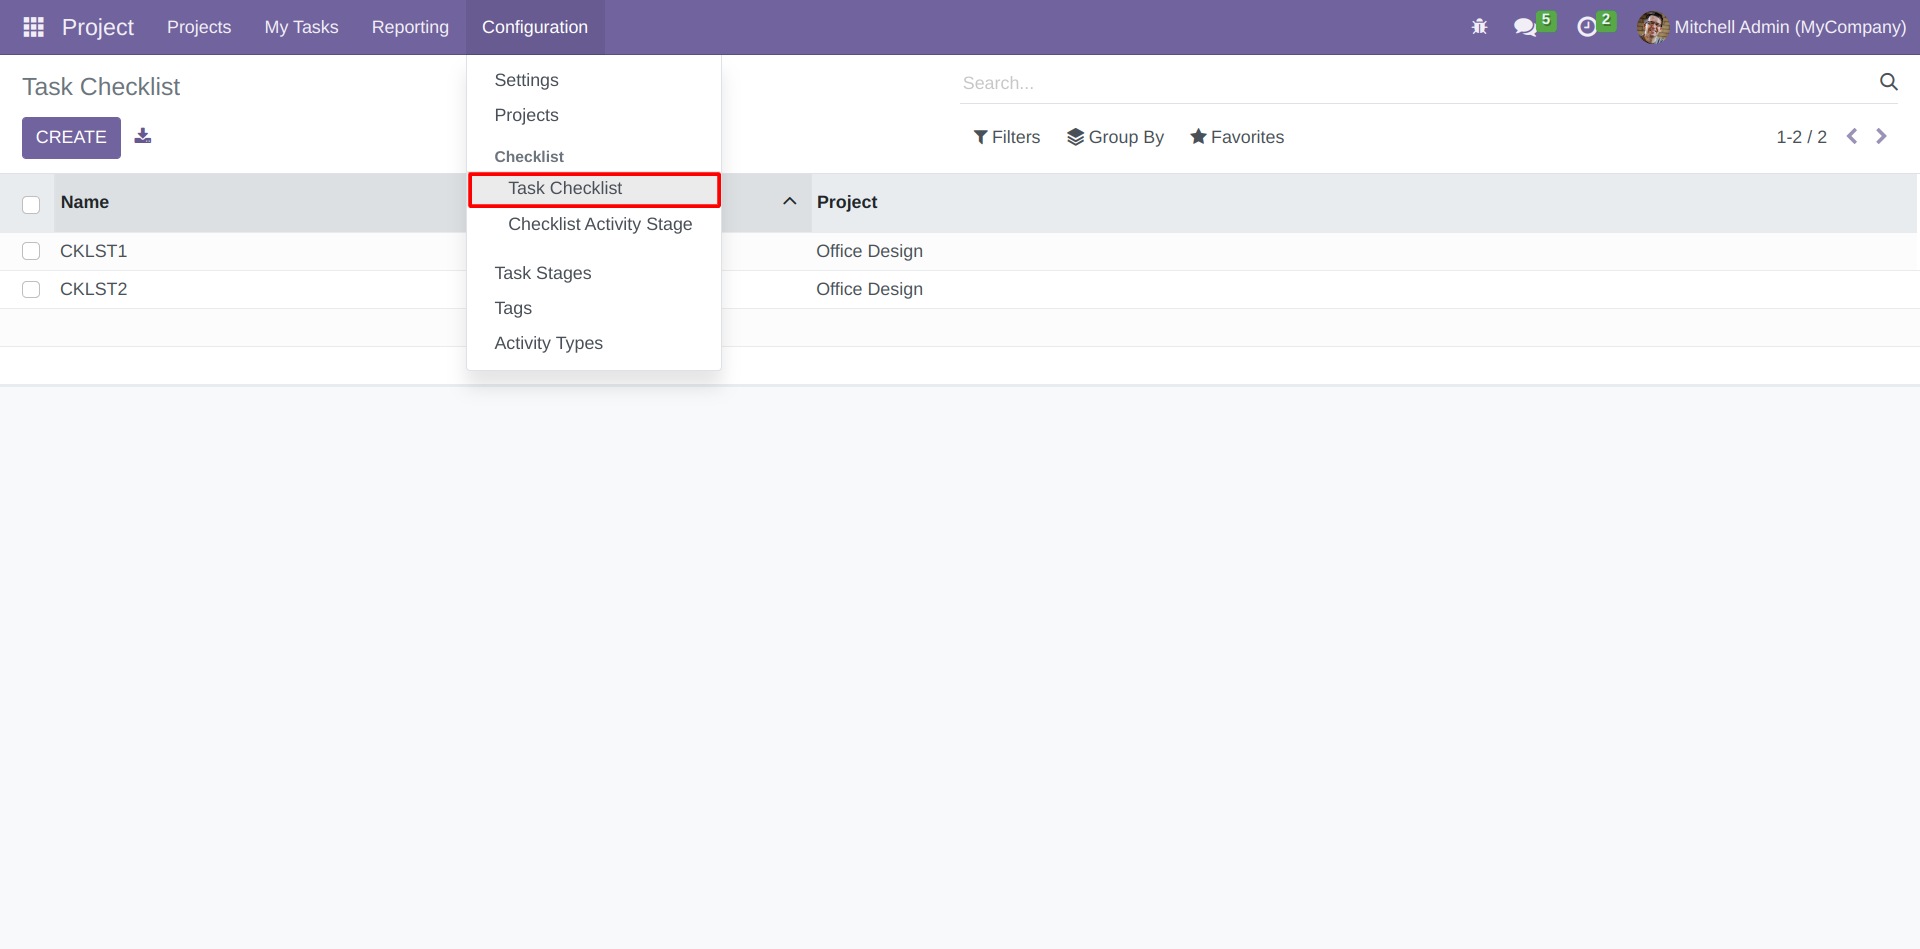 Project Projects My Tasks Reporting Configuration 5 2 Mitchell Admin (MyCompany)
Task Checklist
Search...
CREATE
Filters Group By Favorites 1-2 / 2
Settings
Projects
Checklist
Task Checklist
Checklist Activity Stage
Task Stages
Tags
Activity Types
Name Project
CKLST1 Office Design
CKLST2 Office Design